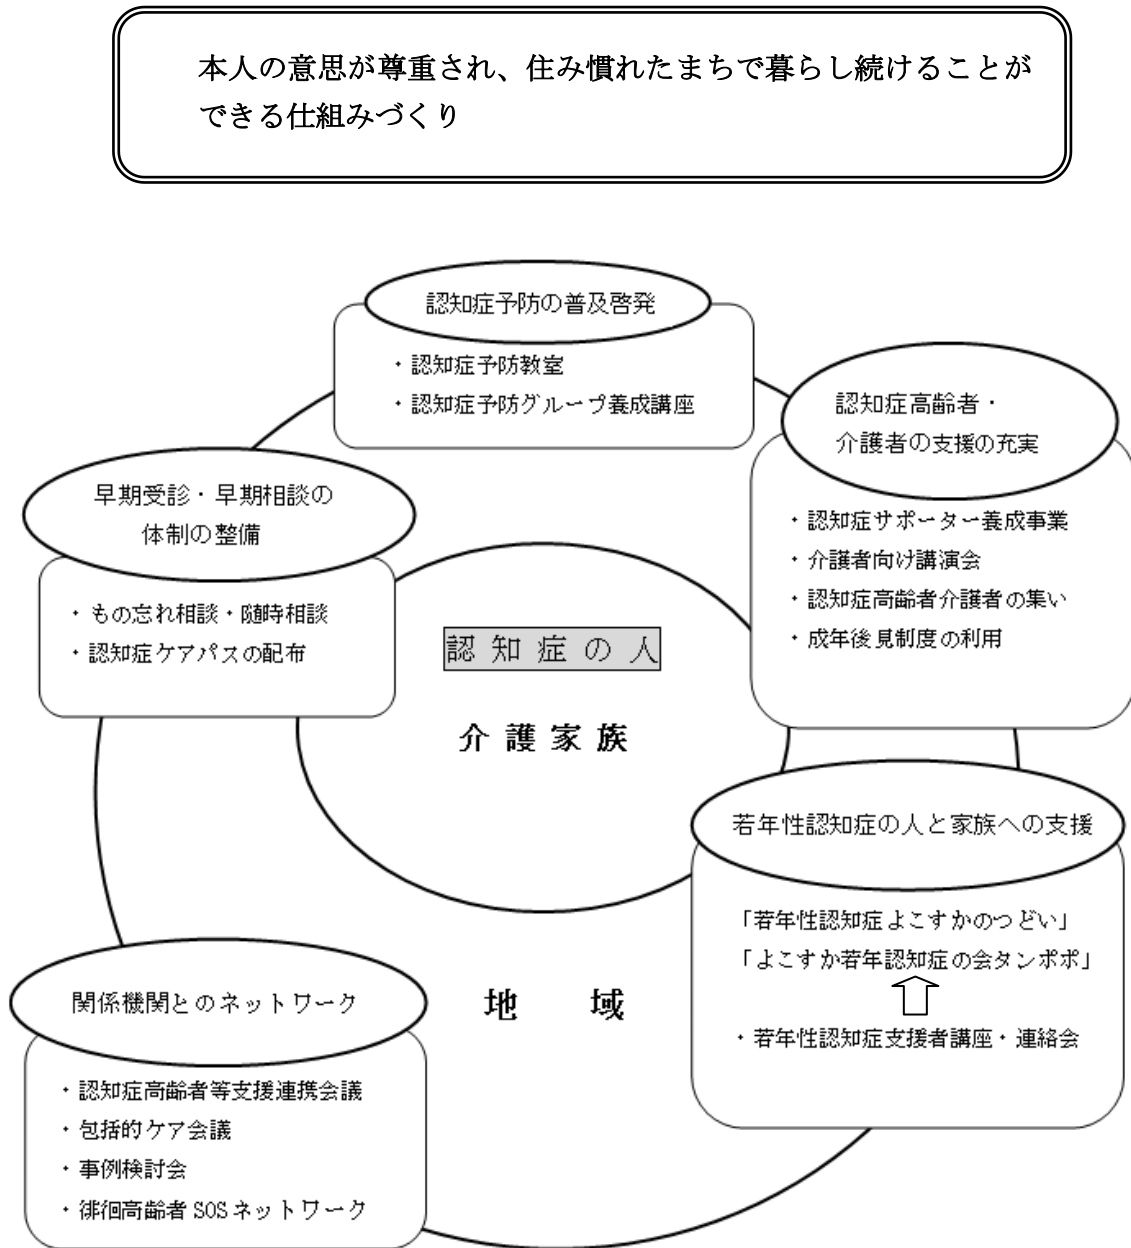 本人の意思が尊重され、住み慣れたまちで暮らし続けることが
できる仕組みづくり
認知症予防の普及啓発
・認知症予防教室
・認知症予防グループ養成講座
認知症高齢者・
介護者の支援の充実
・認知症サポーター養成事業
・介護者向け講演会
・認知症高齢者介護者の集い
・成年後見制度の利用
早期受診・早期相談の
体制の整備
・もの忘れ相談・随時相談
・認知症ケアパスの配布
認知症の人
介護家族
若年性認知症の人と家族への支援
「若年性認知症よこすかのつどい」
「よこすか若年認知症の会タンポポ」
・若年性認知症支援者講座・連絡会
地　域
関係機関とのネットワーク
・認知症高齢者等支援連携会議
・包括的ケア会議
・事例検討会
・徘徊高齢者SOSネットワーク